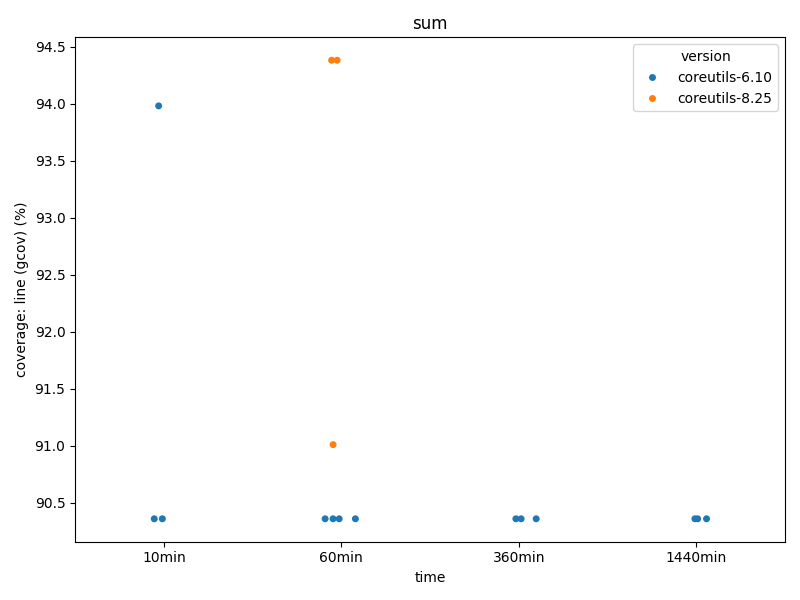 sum
94.5
94.0
93.5
93.0
92.5
92.0
91.5
91.0
90.5
coverage: line (gcov) (%)
version
coreutils-6.10
coreutils-8.25
10min
60min
360min
1440min
time